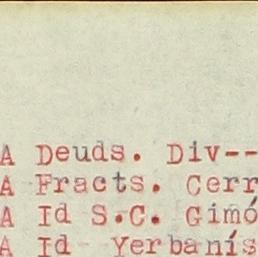 A Deuds. Div--
A Fracts. Cerr
A Id S.C. Gimó
A Id Yerbanís